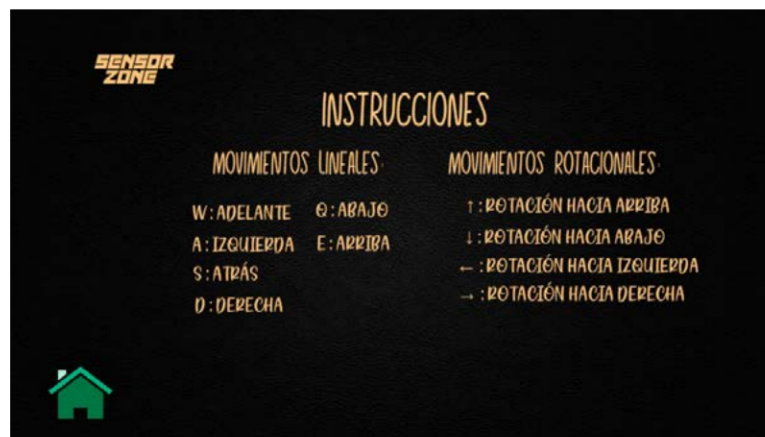 SENSOR
ZONE
INSTRUCCIONES
MOVIMIENTOS LINEALES:
W: ADELANTE
A: IZQUIERDA
S: ATRÁS
D: DERECHA
Q: ABAJO
E: ARRIBA
MOVIMIENTOS ROTACIONALES:
↑: ROTACIÓN HACIA ARRIBA
↓: ROTACIÓN HACIA ABAJO
←: ROTACIÓN HACIA IZQUIERDA
→: ROTACIÓN HACIA DERECHA